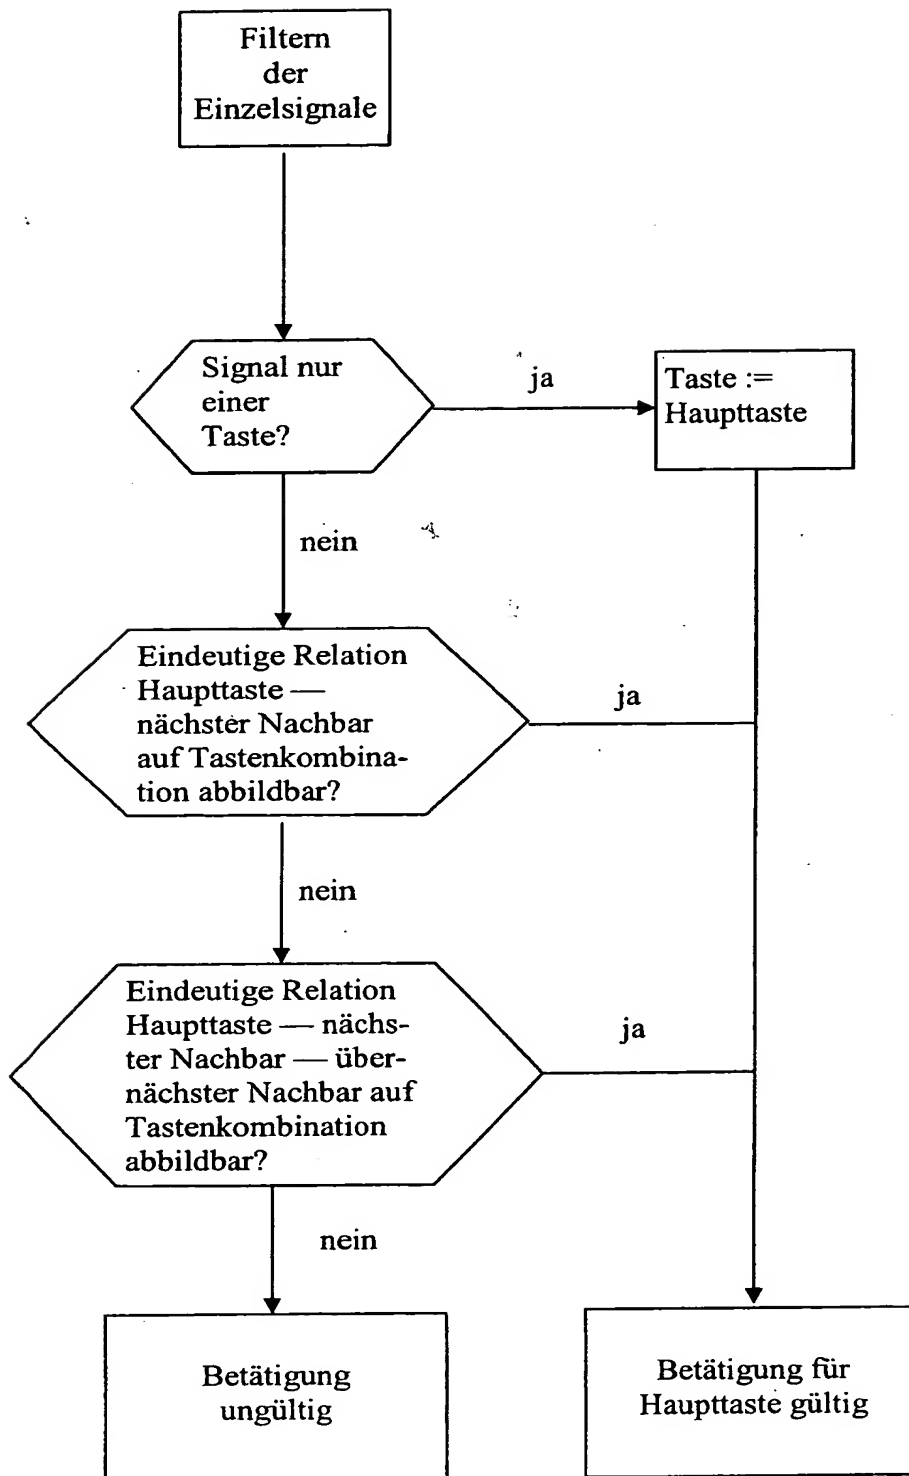 Filtern
der
Einzelsignale
Signal nur
einer
Taste?
ja
Taste :=
Haupttaste
nein
Eindeutige Relation
Haupttaste —
nächster Nachbar
auf Tastenkombina-
tion abbildbar?
ja
nein
Eindeutige Relation
Haupttaste — nächs-
ter Nachbar — über-
nächster Nachbar auf
Tastenkombination
abbildbar?
ja
nein
Betätigung
ungültig
Betätigung für
Haupttaste gültig